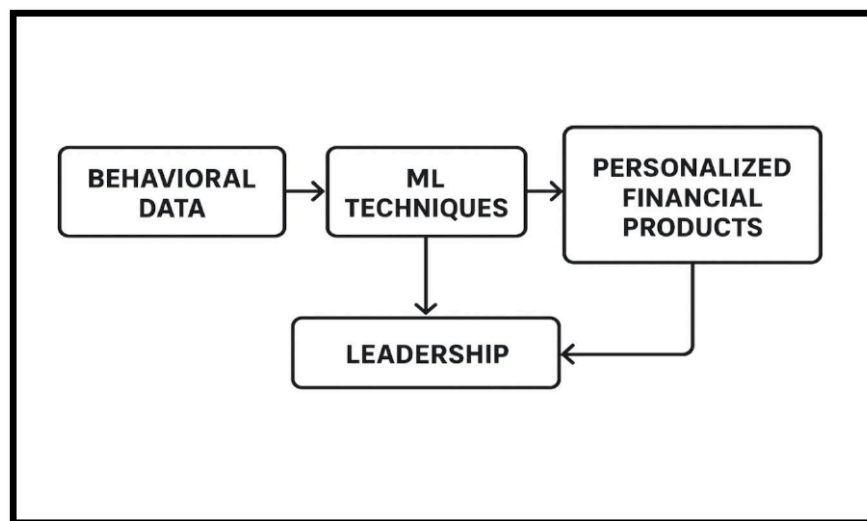 BEHAVIORAL
DATA
ML
TECHNIQUES
PERSONALIZED
FINANCIAL
PRODUCTS
LEADERSHIP